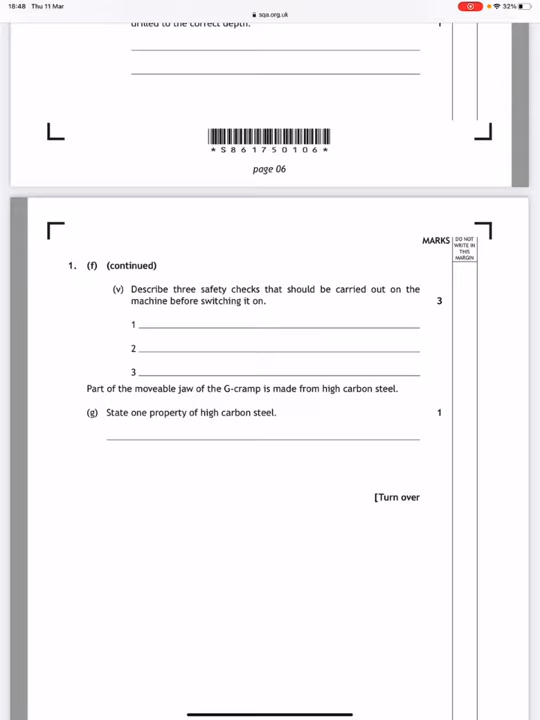 18:48 Thu 11 Mar
sqa.org.uk
32%
drilled to the correct depth. 1
* S 8 6 1 7 5 0 1 0 6 *
page 06
MARKS
DO NOT
WRITE IN
THIS
MARGIN
1. (f) (continued)
(v) Describe three safety checks that should be carried out on the
machine before switching it on. 3
1
2
3
Part of the moveable jaw of the G-cramp is made from high carbon steel.
(g) State one property of high carbon steel. 1
[Turn over